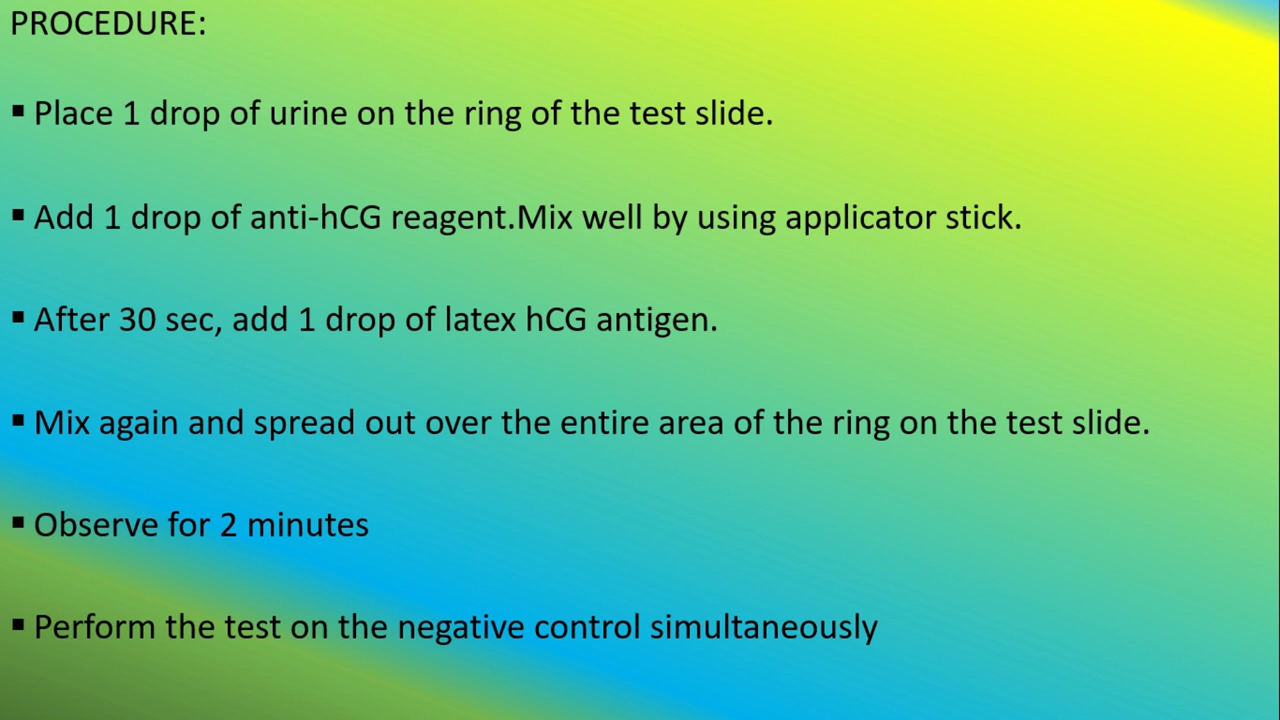 PROCEDURE:
▪ Place 1 drop of urine on the ring of the test slide.
▪ Add 1 drop of anti-hCG reagent.Mix well by using applicator stick.
▪ After 30 sec, add 1 drop of latex hCG antigen.
▪ Mix again and spread out over the entire area of the ring on the test slide.
▪ Observe for 2 minutes
▪ Perform the test on the negative control simultaneously